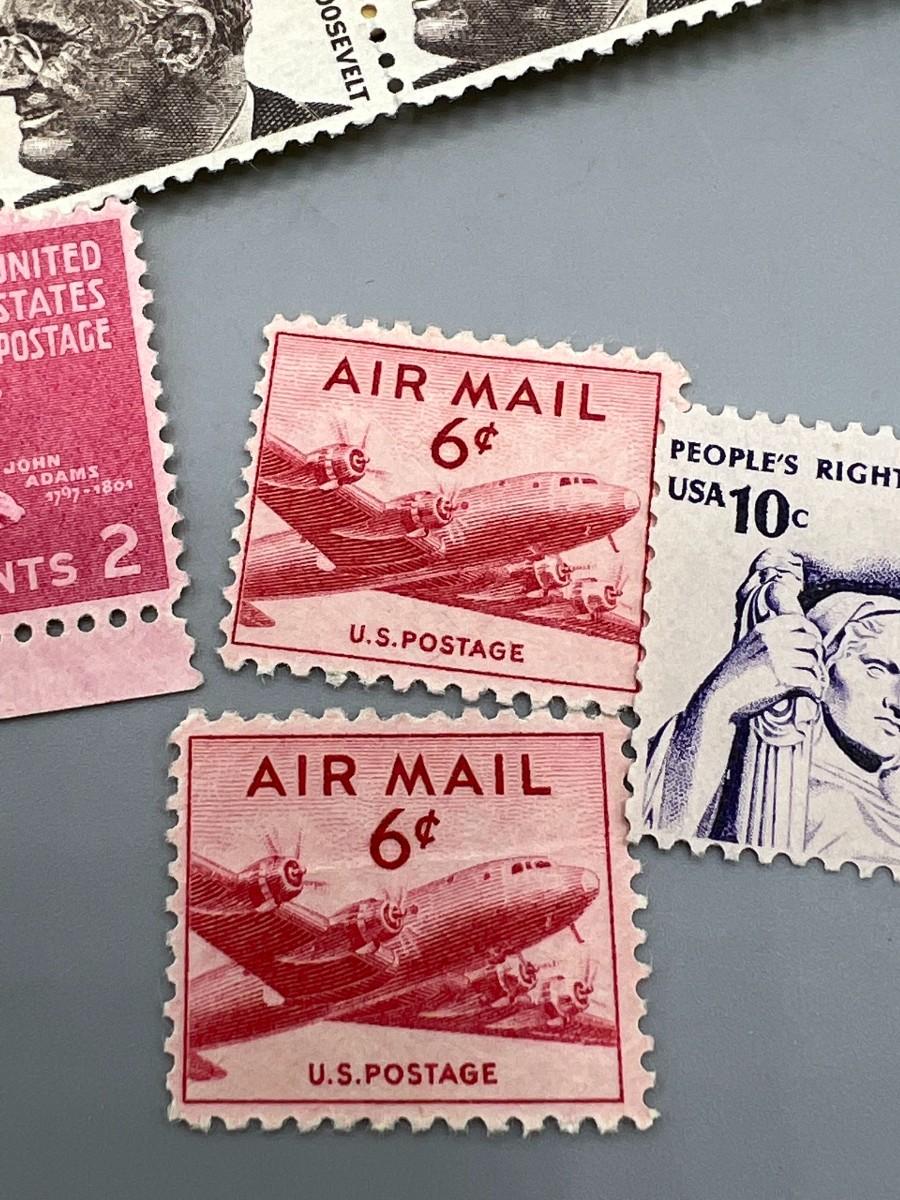 OOSEVELT
UNITED
STATES
POSTAGE
JOHN
ADAMS
1797-1801
NTS 2
AIR MAIL
6¢
U.S.POSTAGE
PEOPLE'S RIGHT
USA 10c
AIR MAIL
6¢
U.S.POSTAGE